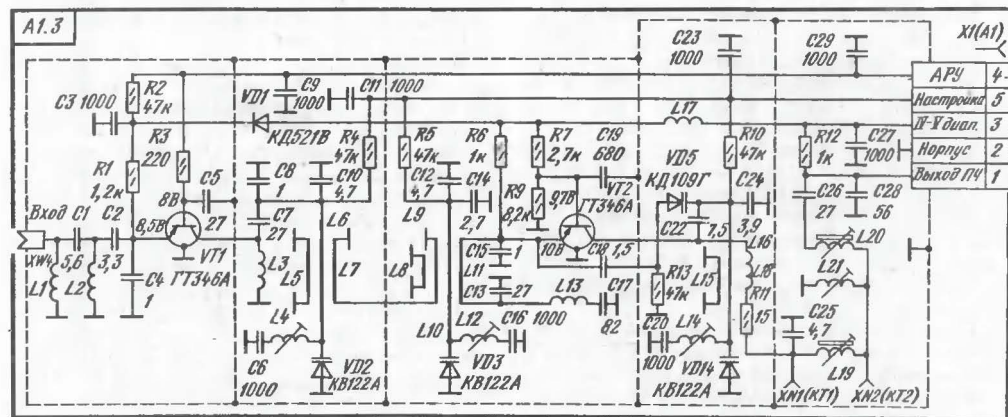 А1.3
X1(А1)
С23
1000
С29
1000
АРУ 4
Настройка 5
IV-V диап. 3
Корпус 2
Выход ПЧ 1
С3 1000
R2
47к
R3
220
R1
1,2к
VD1
КД521В
С9
1000
С11
1000
R4
47к
R5
47к
R6
1к
R7
2,7к
С19
680
L17
R10
47к
R12
1к
С27
1000
Вход
XW4
С1
5,6
С2
3,3
L1
L2
С4
1
8В
8,5В
С5
27
VT1
ГТ346А
С8
1
С10
4,7
С7
27
L3
L5
L6
L7
L4
С6
1000
VD2
КВ122А
С12
4,7
С14
2,7
L9
L8
L10
L12
С16
1000
VD3
КВ122А
R9
8,2к
9,7В
10В
VT2
ГТ346А
С15
1
L11
С13
27
L13
С17
82
С18
1,5
VD5
КД109Г
С22
7,5
С24
3,9
R13
47к
L15
L16
L18
R11
15
С20
1000
L14
VD14
КВ122А
С26
27
С28
56
L20
L21
С25
4,7
L19
XN1(КТ1)
XN2(КТ2)